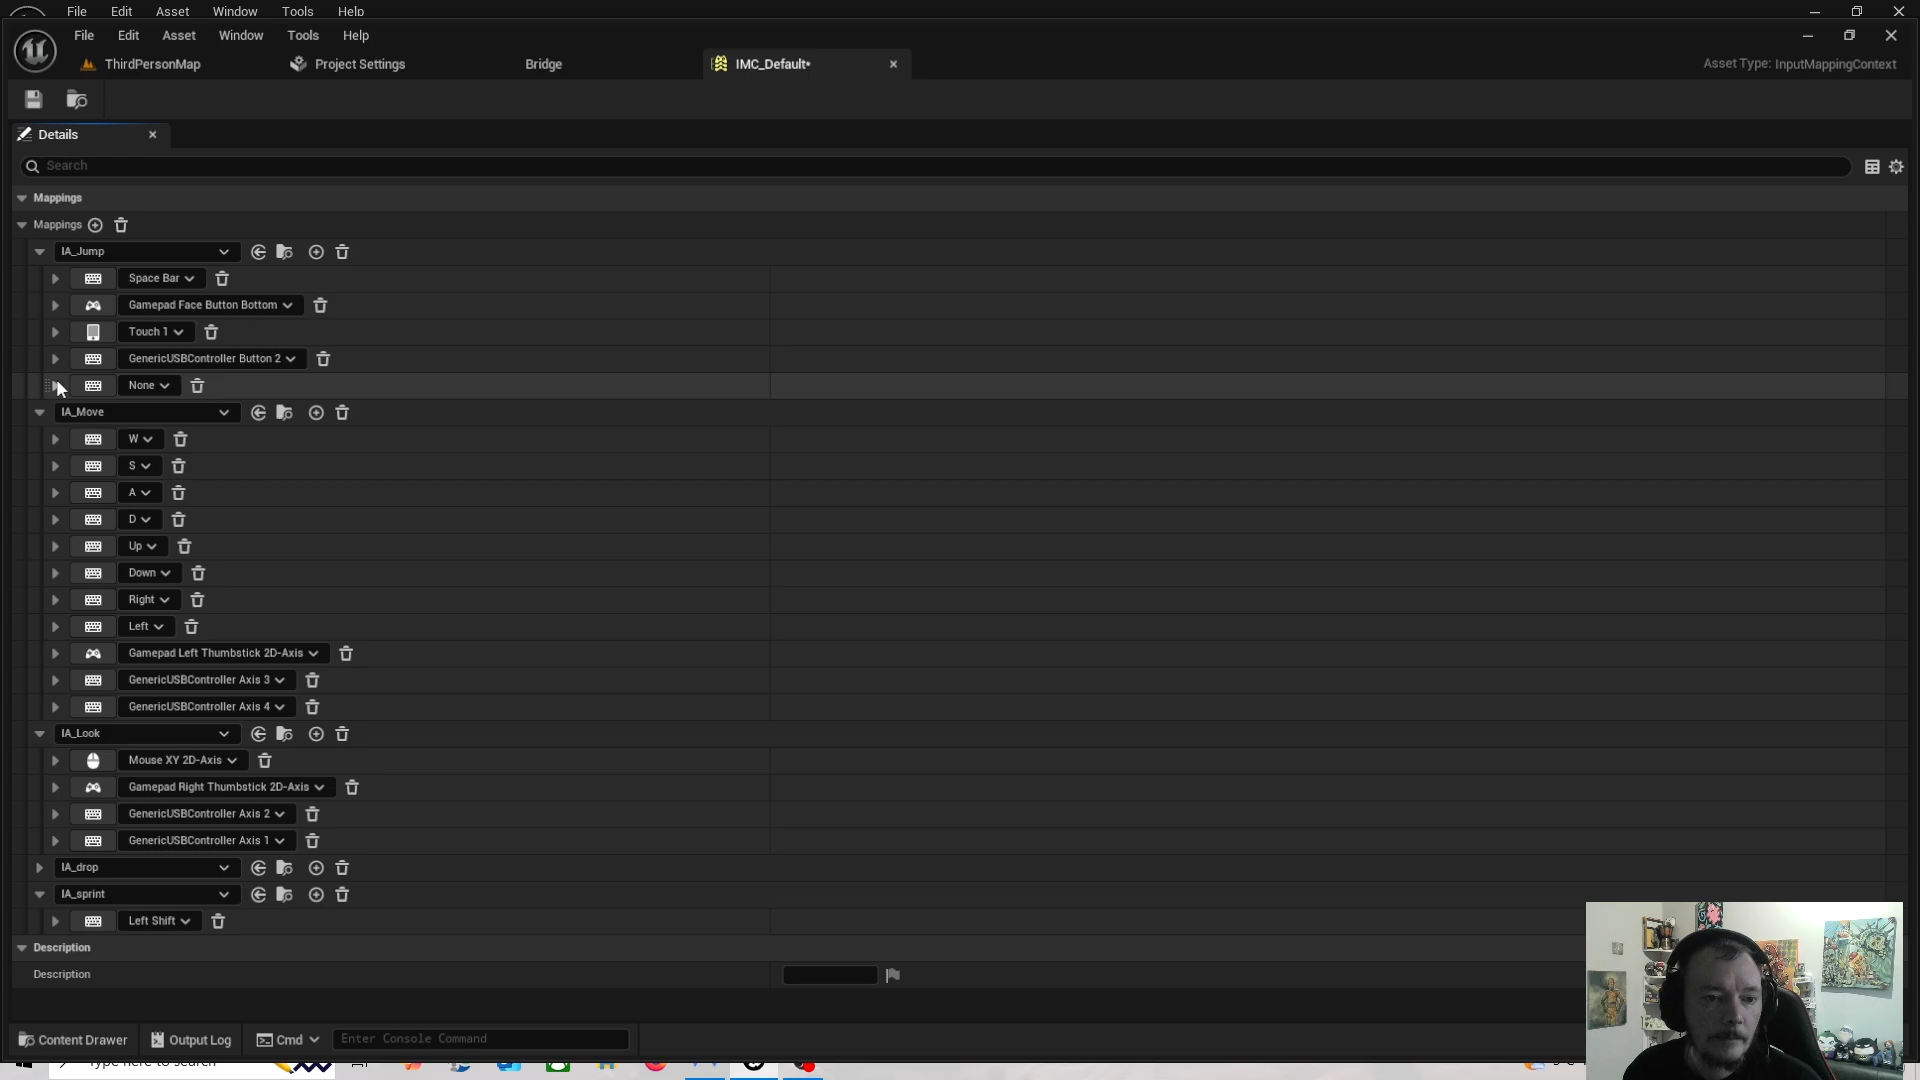 File Edit Asset Window Tools Help
File Edit Asset Window Tools Help
ThirdPersonMap Project Settings Bridge IMC_Default* Asset Type: InputMappingContext
Details
Search
Mappings
Mappings
IA_Jump
Space Bar
Gamepad Face Button Bottom
Touch 1
GenericUSBController Button 2
None
IA_Move
W
S
A
D
Up
Down
Right
Left
Gamepad Left Thumbstick 2D-Axis
GenericUSBController Axis 3
GenericUSBController Axis 4
IA_Look
Mouse XY 2D-Axis
Gamepad Right Thumbstick 2D-Axis
GenericUSBController Axis 2
GenericUSBController Axis 1
IA_drop
IA_sprint
Left Shift
Description
Description
Content Drawer Output Log Cmd Enter Console Command
Type here to search